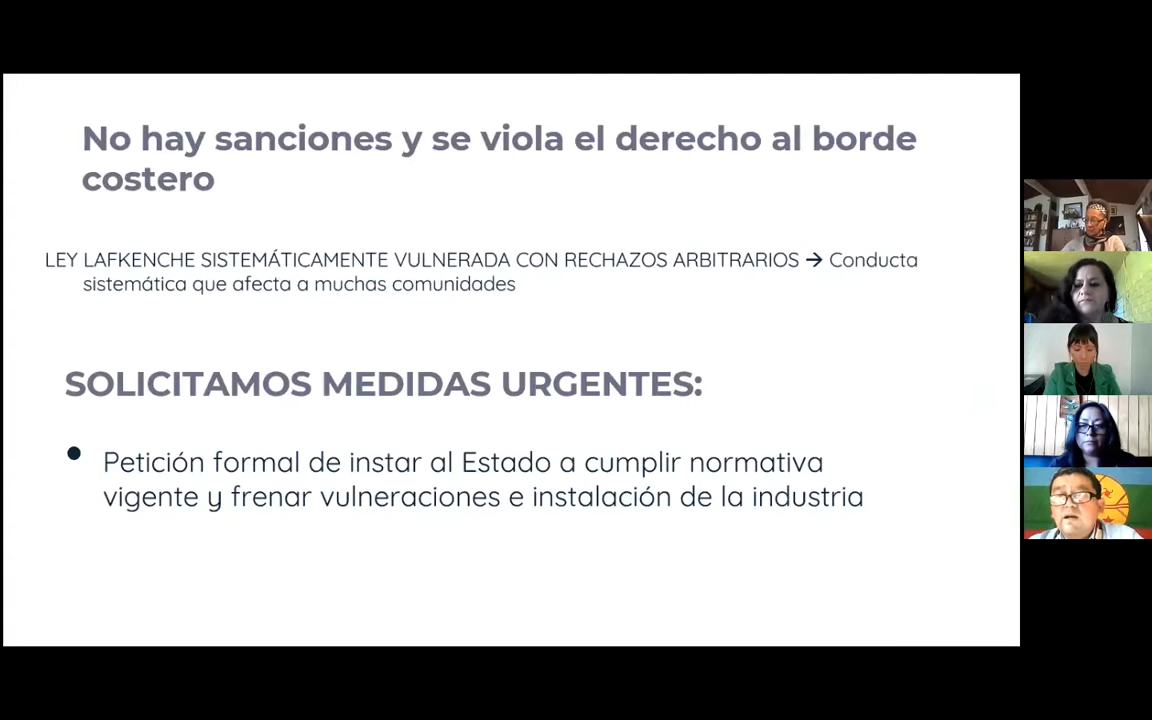 No hay sanciones y se viola el derecho al borde
costero
LEY LAFKENCHE SISTEMÁTICAMENTE VULNERADA CON RECHAZOS ARBITRARIOS → Conducta
sistemática que afecta a muchas comunidades
SOLICITAMOS MEDIDAS URGENTES:
• Petición formal de instar al Estado a cumplir normativa
vigente y frenar vulneraciones e instalación de la industria